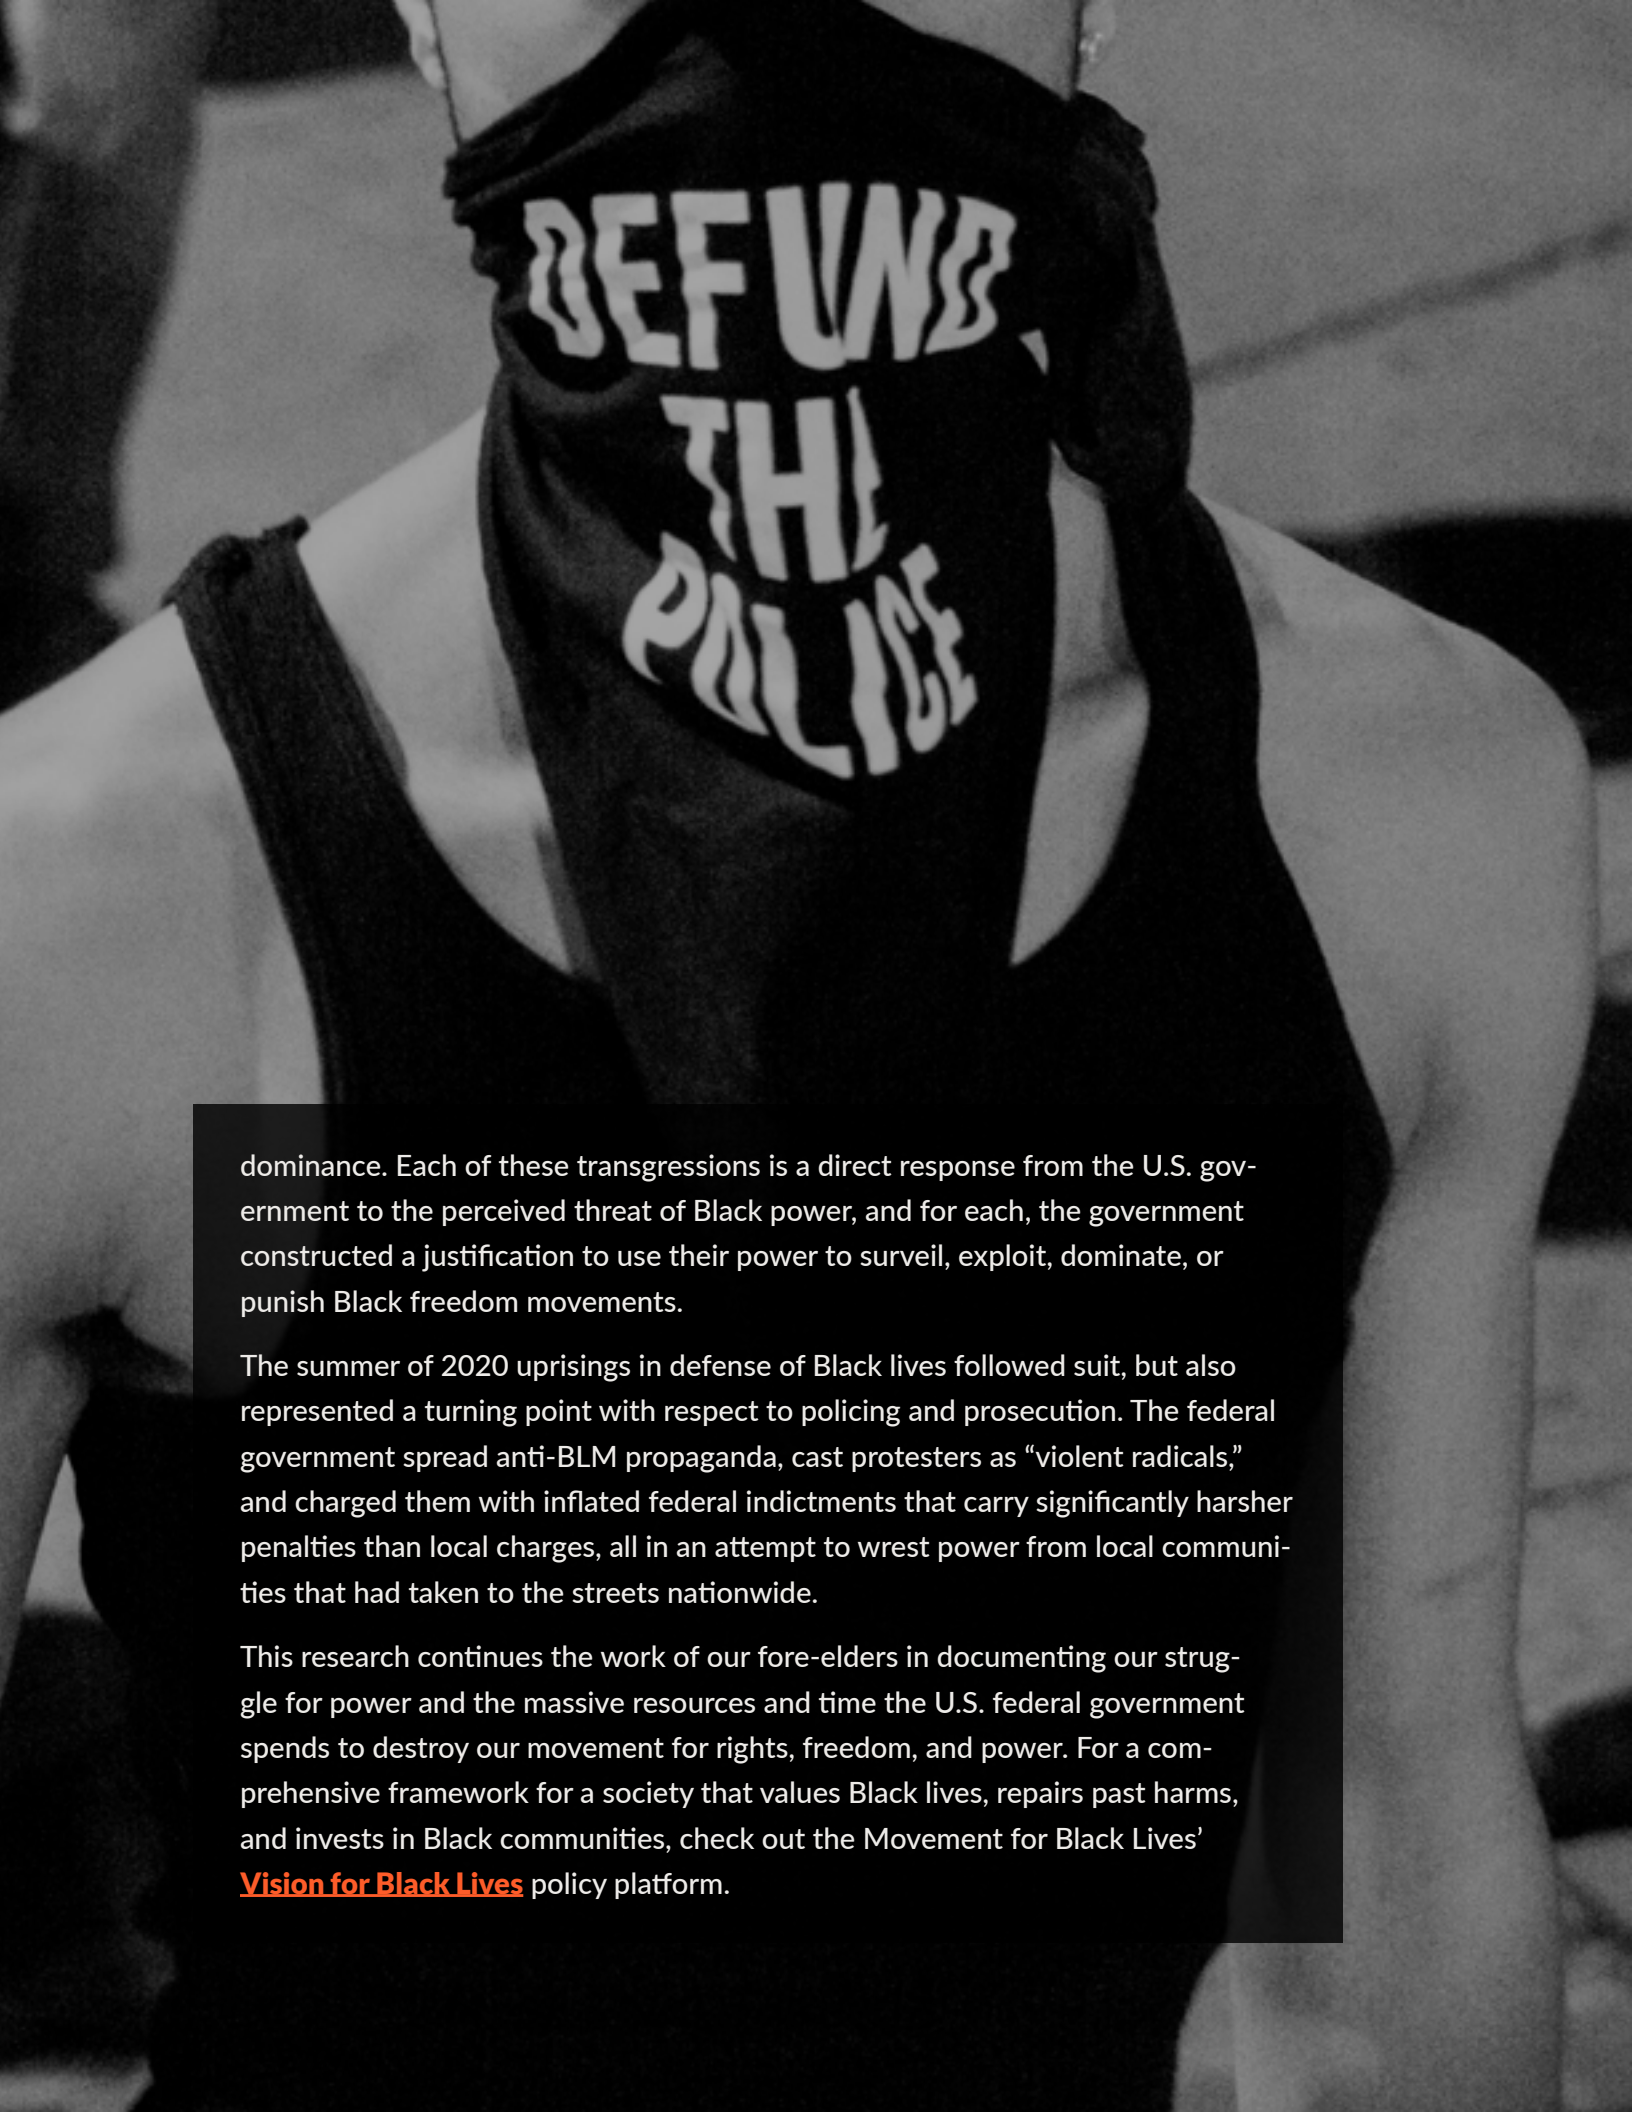 DEFUND
THE
POLICE
dominance. Each of these transgressions is a direct response from the U.S. gov-
ernment to the perceived threat of Black power, and for each, the government
constructed a justification to use their power to surveil, exploit, dominate, or
punish Black freedom movements.
The summer of 2020 uprisings in defense of Black lives followed suit, but also
represented a turning point with respect to policing and prosecution. The federal
government spread anti-BLM propaganda, cast protesters as “violent radicals,”
and charged them with inflated federal indictments that carry significantly harsher
penalties than local charges, all in an attempt to wrest power from local communi-
ties that had taken to the streets nationwide.
This research continues the work of our fore-elders in documenting our strug-
gle for power and the massive resources and time the U.S. federal government
spends to destroy our movement for rights, freedom, and power. For a com-
prehensive framework for a society that values Black lives, repairs past harms,
and invests in Black communities, check out the Movement for Black Lives’
Vision for Black Lives policy platform.